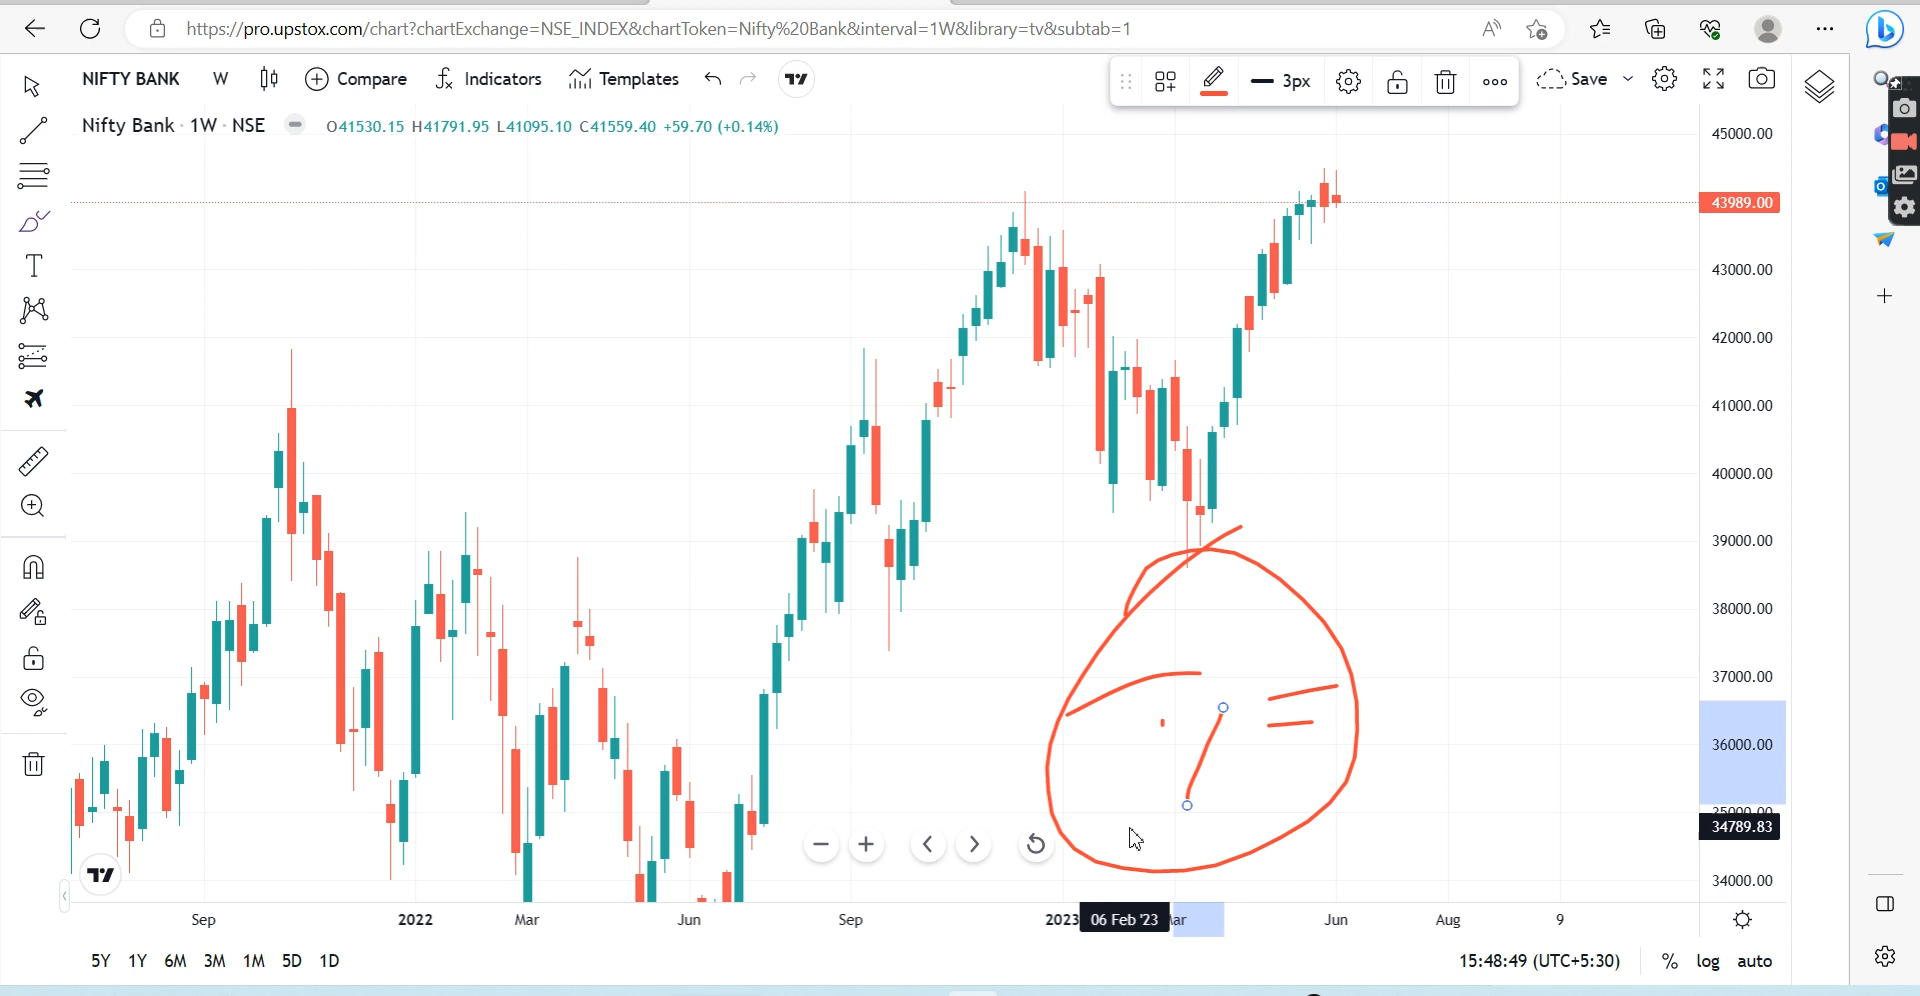 https://pro.upstox.com/chart?chartExchange=NSE_INDEX&chartToken=Nifty%20Bank&interval=1W&library=tv&subtab=1
NIFTY BANK W Compare Indicators Templates 3px Save
Nifty Bank · 1W · NSE O41530.15 H41791.95 L41095.10 C41559.40 +59.70 (+0.14%)
45000.00
43989.00
43000.00
42000.00
41000.00
40000.00
39000.00
38000.00
37000.00
36000.00
35000.00
34789.83
34000.00
Sep 2022 Mar Jun Sep 2023 06 Feb '23 Mar Jun Aug 9
5Y 1Y 6M 3M 1M 5D 1D 15:48:49 (UTC+5:30) % log auto